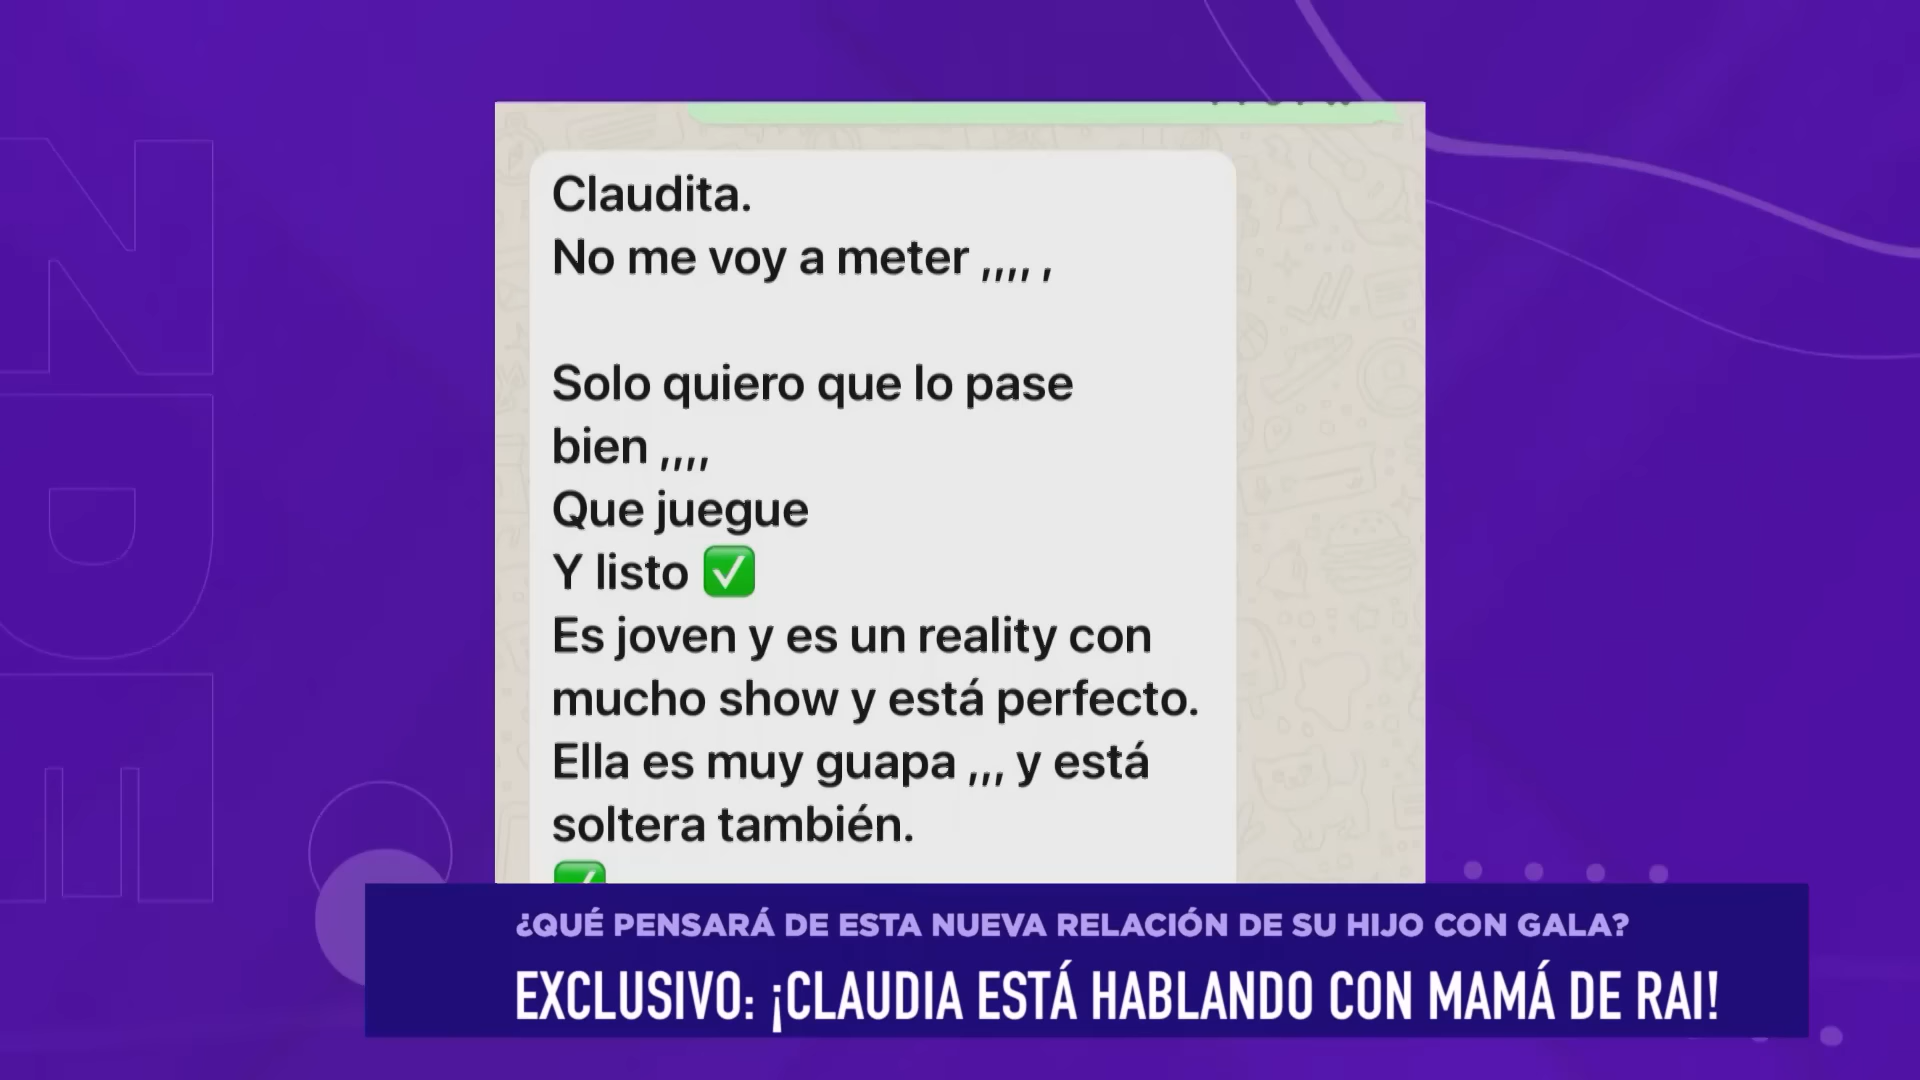 Claudita.
No me voy a meter ,,,, ,
Solo quiero que lo pase
bien ,,,,
Que juegue
Y listo ✅
Es joven y es un reality con
mucho show y está perfecto.
Ella es muy guapa ,,, y está
soltera también.
✅
¿QUÉ PENSARÁ DE ESTA NUEVA RELACIÓN DE SU HIJO CON GALA?
EXCLUSIVO: ¡CLAUDIA ESTÁ HABLANDO CON MAMÁ DE RAI!